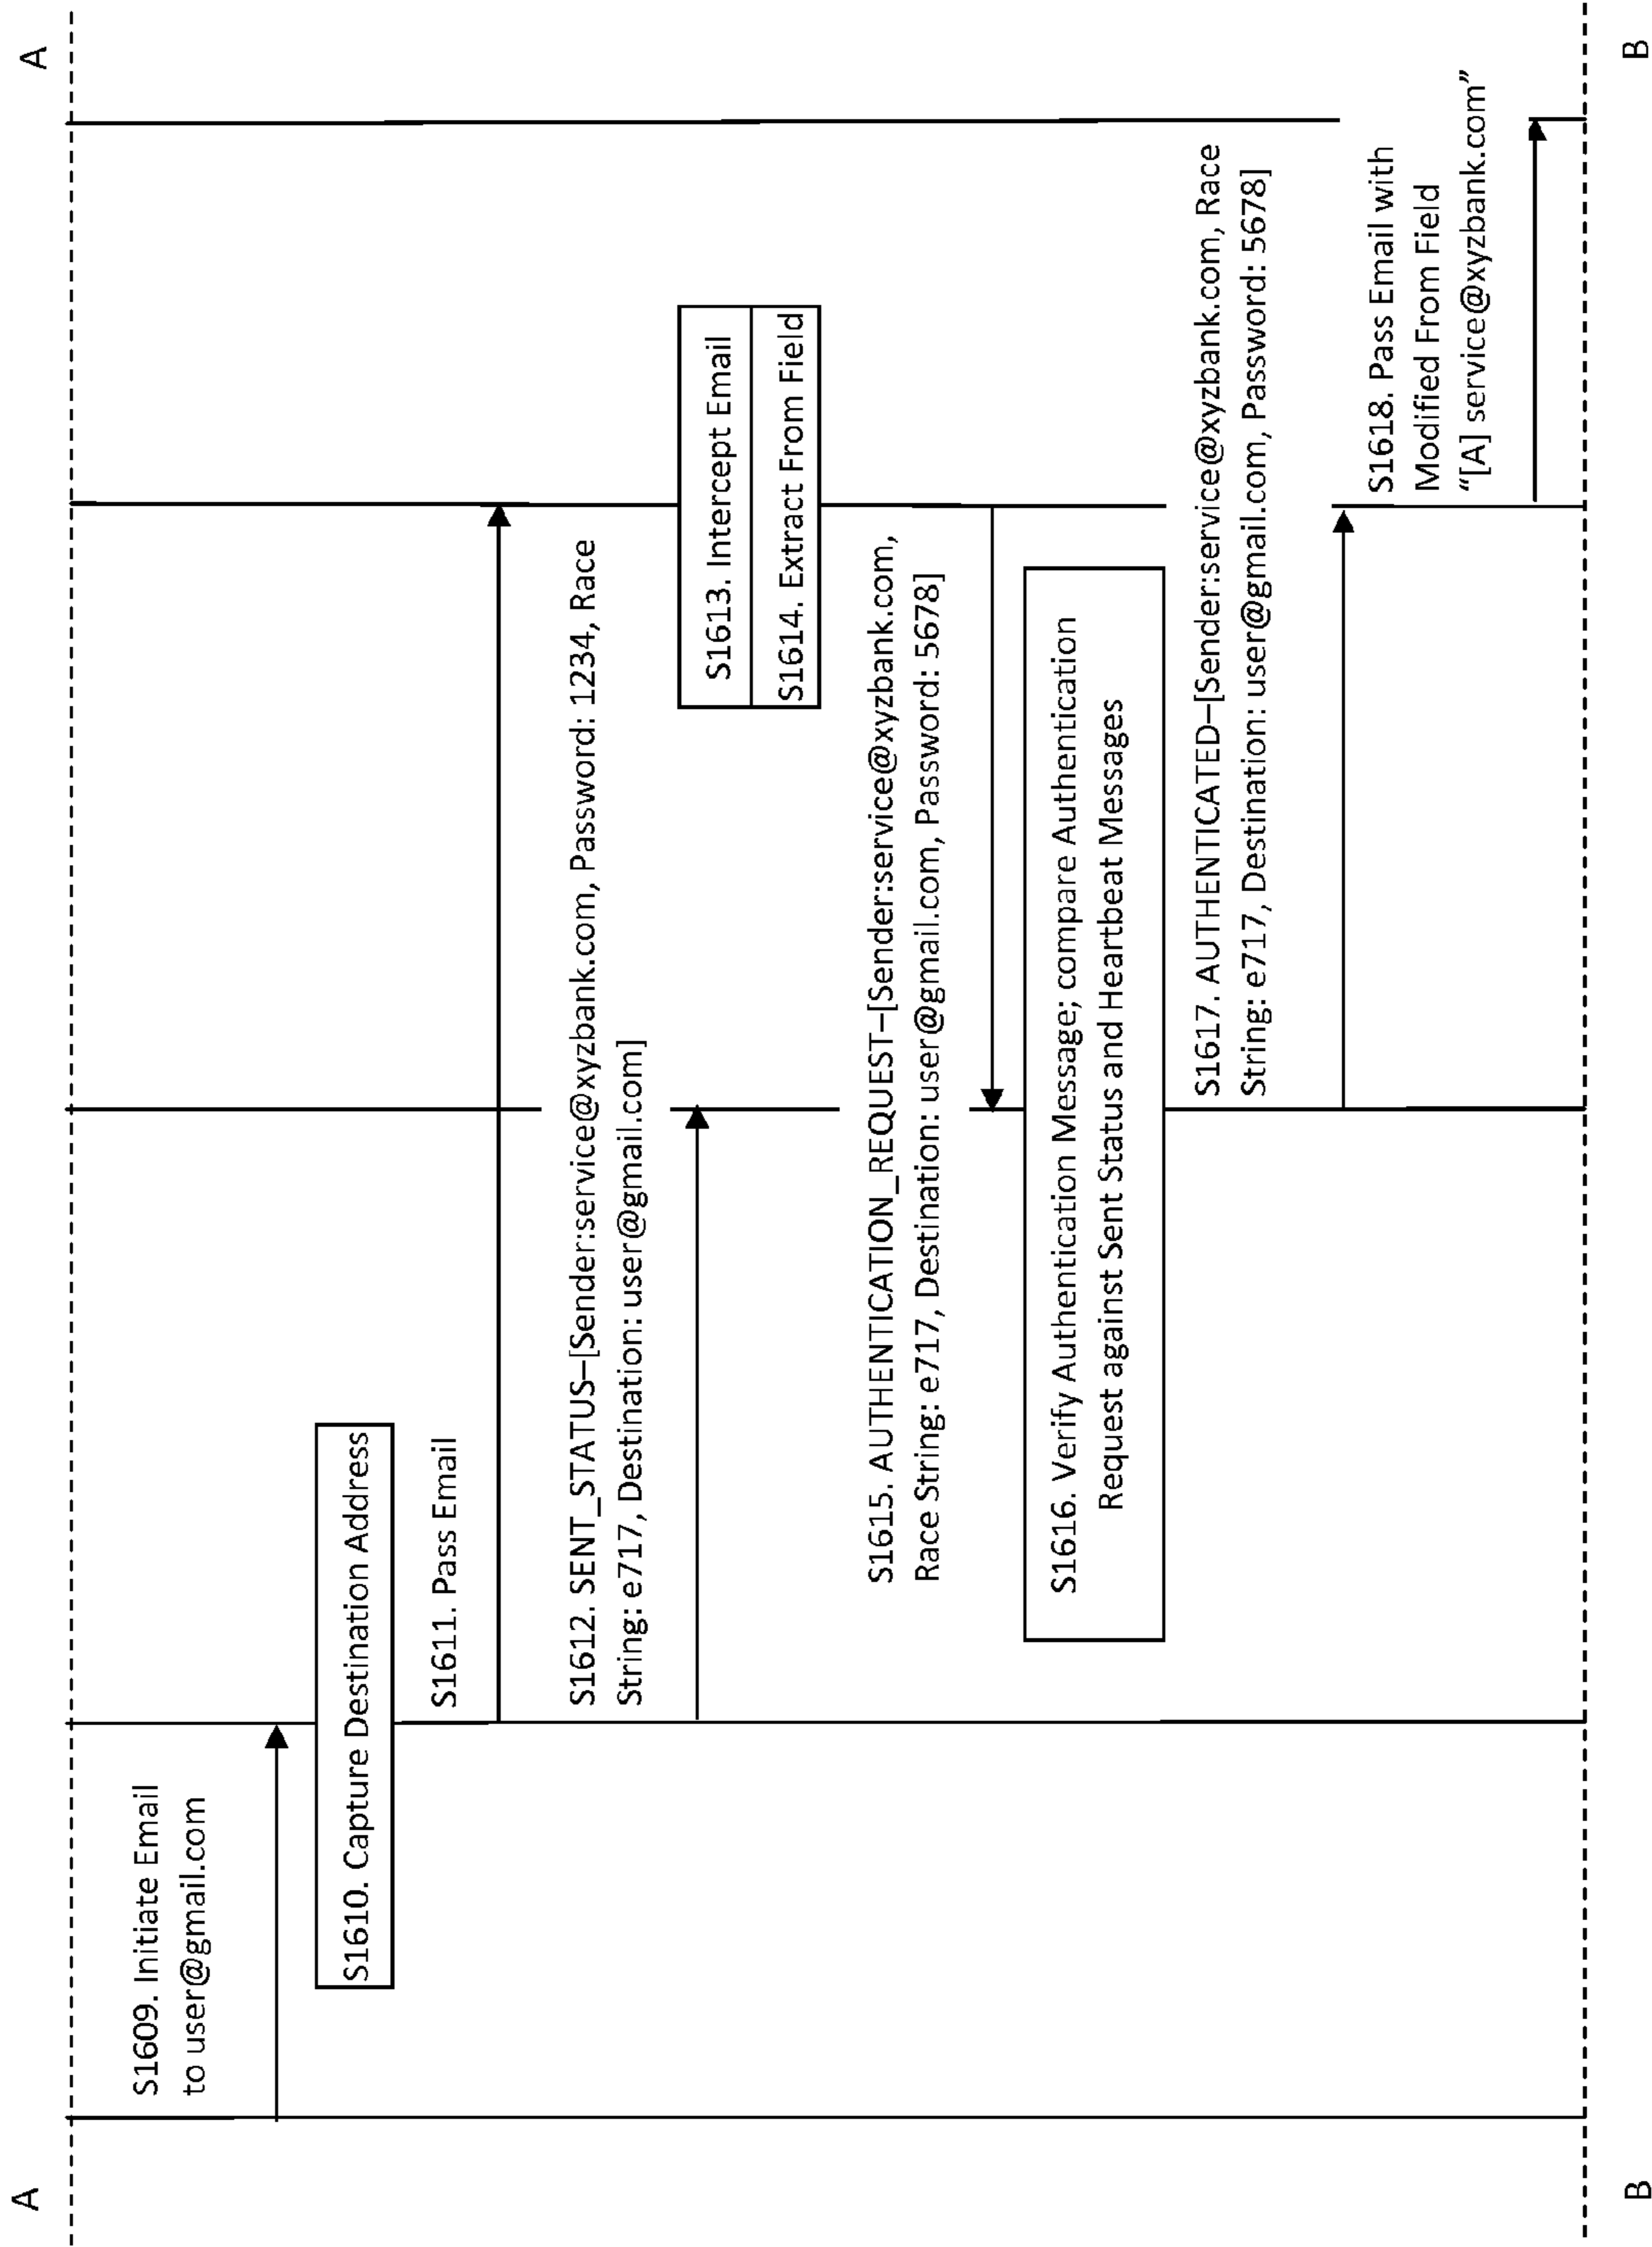 A
A
S1609. Initiate Email
to user@gmail.com
S1610. Capture Destination Address
S1611. Pass Email
S1612. SENT_STATUS–[Sender:service@xyzbank.com, Password: 1234, Race
String: e717, Destination: user@gmail.com]
S1613. Intercept Email
S1614. Extract From Field
S1615. AUTHENTICATION_REQUEST–[Sender:service@xyzbank.com,
Race String: e717, Destination: user@gmail.com, Password: 5678]
S1616. Verify Authentication Message; compare Authentication
Request against Sent Status and Heartbeat Messages
S1617. AUTHENTICATED–[Sender:service@xyzbank.com, Race
String: e717, Destination: user@gmail.com, Password: 5678]
S1618. Pass Email with
Modified From Field
“[A] service@xyzbank.com”
B
B